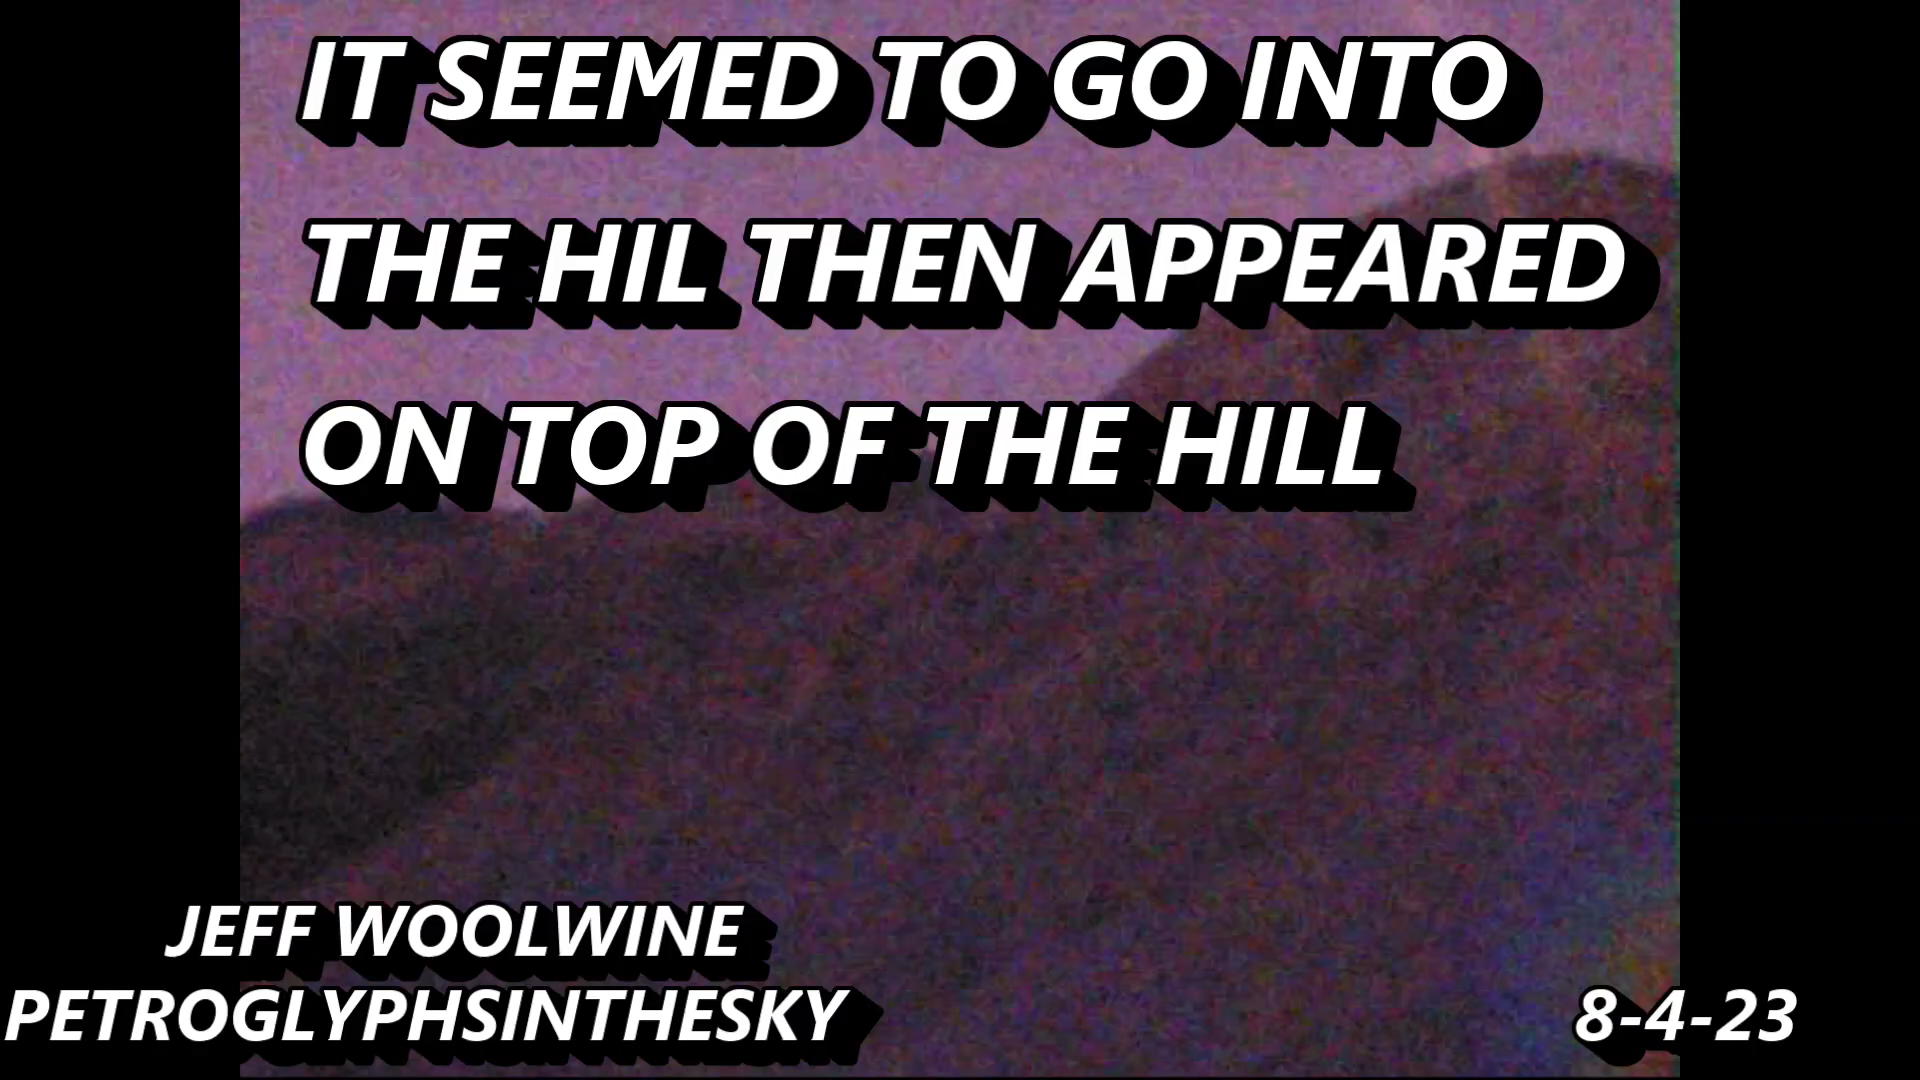 IT SEEMED TO GO INTO
THE HIL THEN APPEARED
ON TOP OF THE HILL
JEFF WOOLWINE
PETROGLYPHSINTHESKY
8-4-23